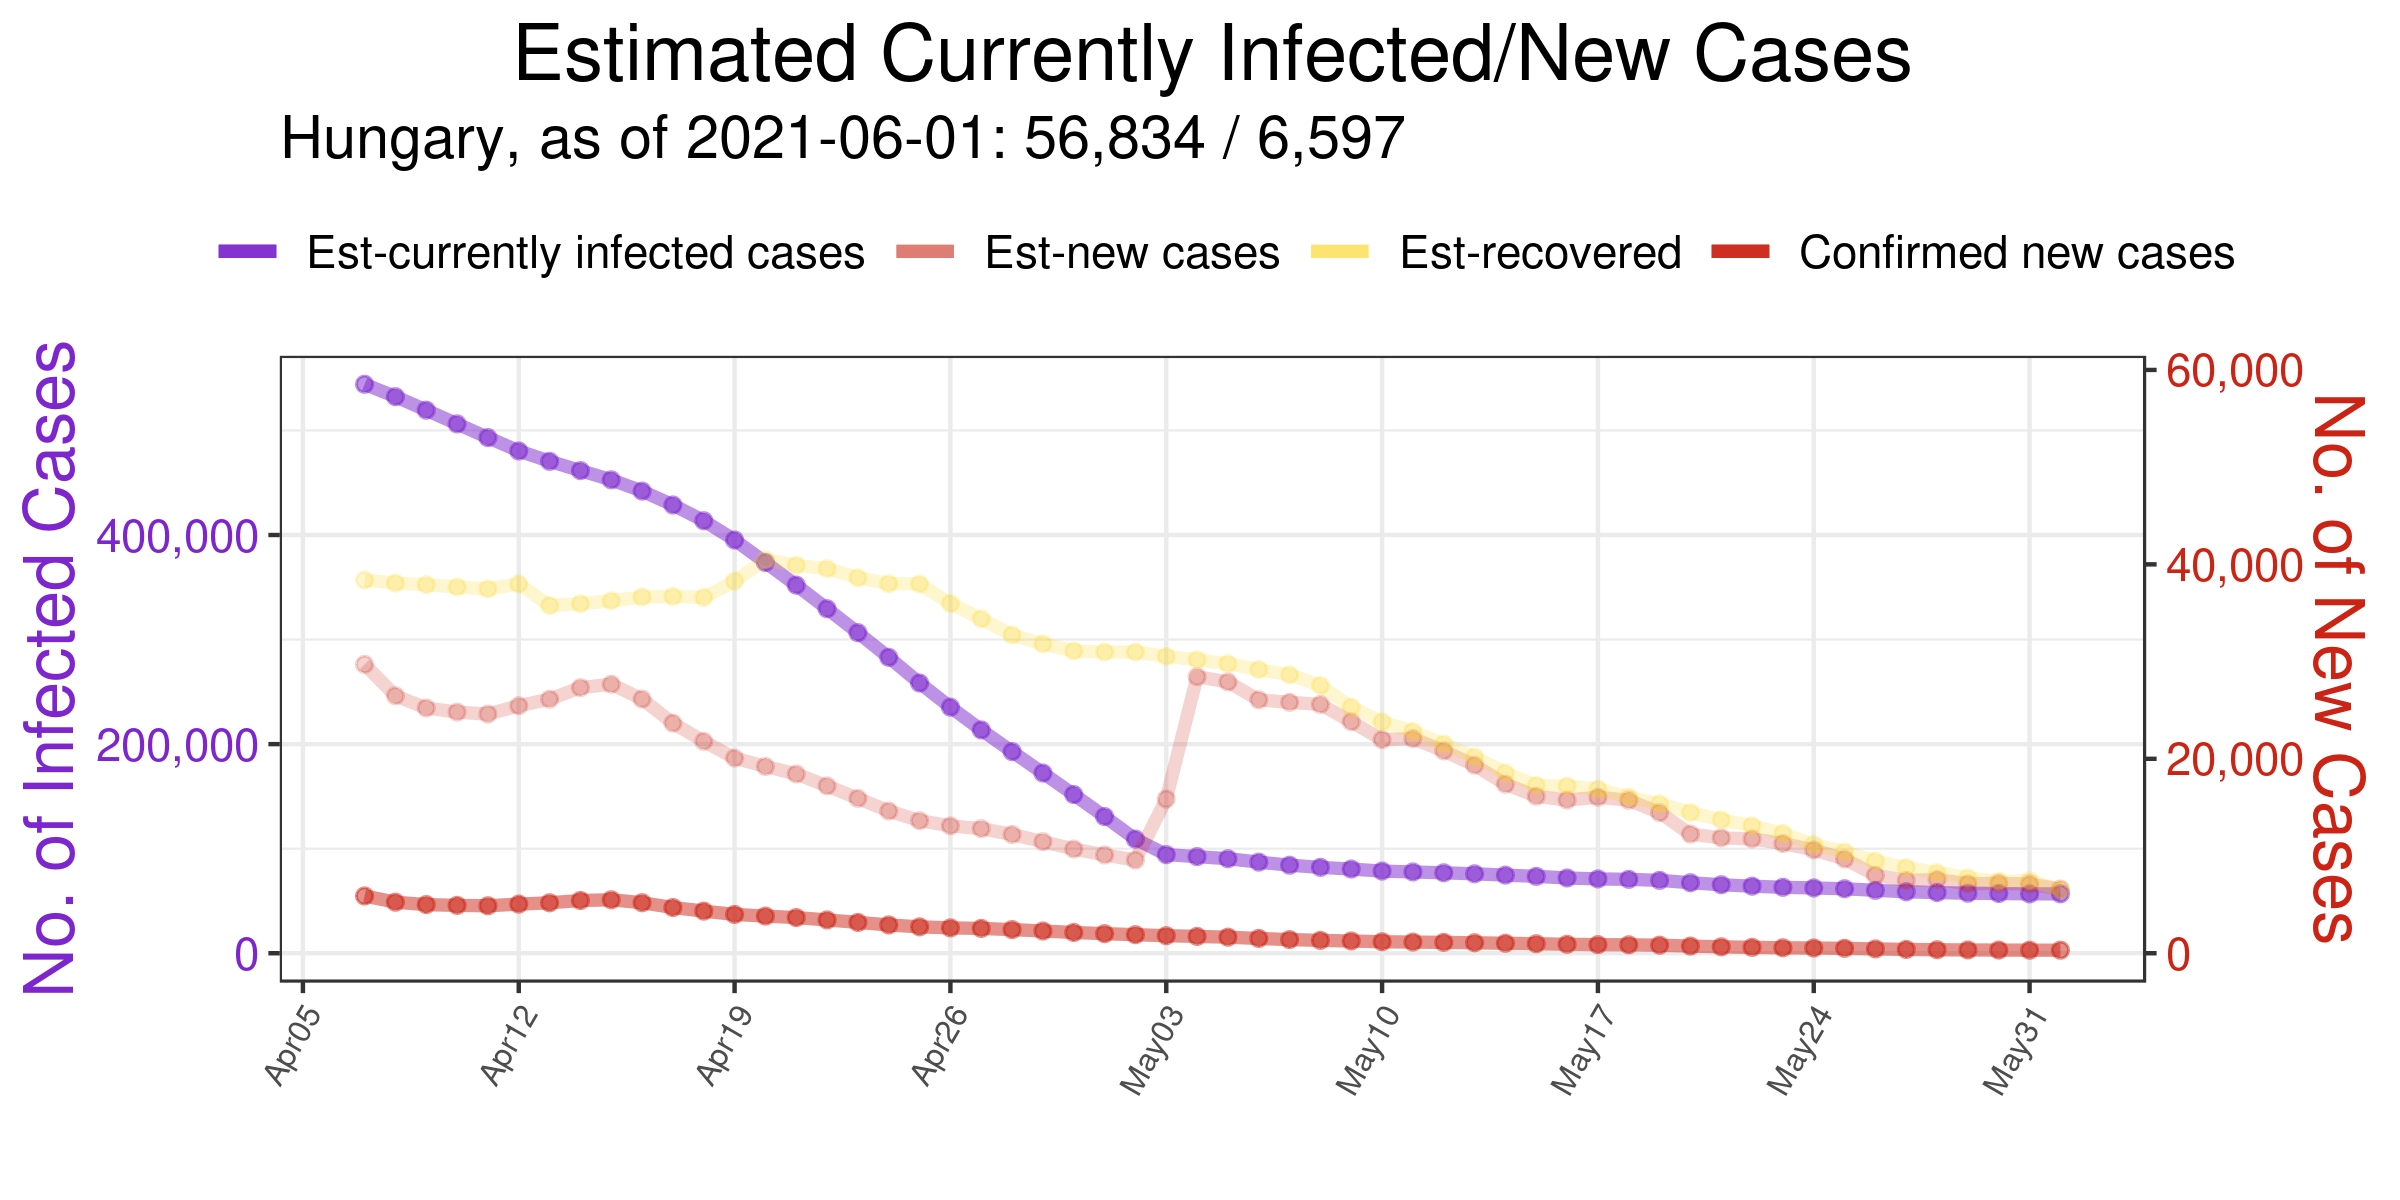 Estimated Currently Infected/New Cases
Hungary, as of 2021-06-01: 56,834 / 6,597
Est-currently infected cases
Est-new cases
Est-recovered
Confirmed new cases
No. of Infected Cases
400,000
200,000
0
60,000
40,000
20,000
0
No. of New Cases
Apr05
Apr12
Apr19
Apr26
May03
May10
May17
May24
May31